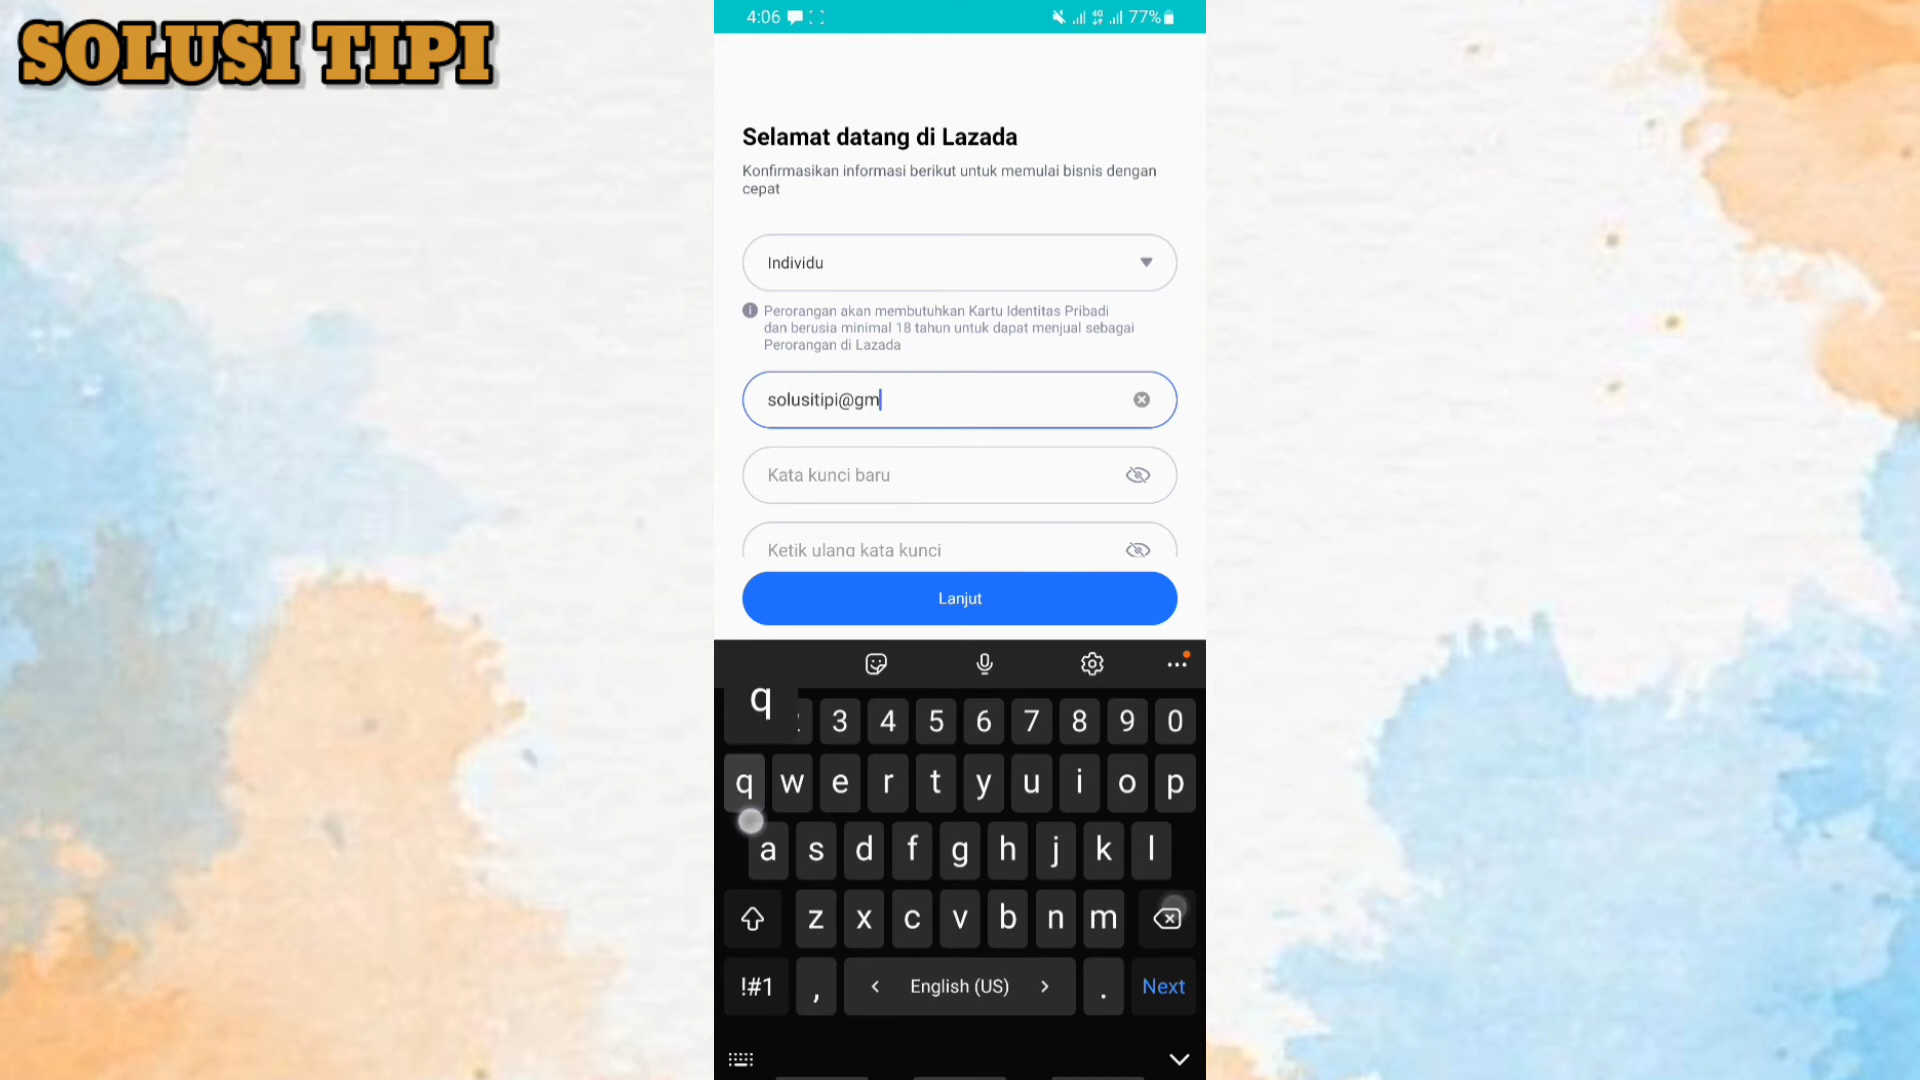 SOLUSI TIPI
4:06 77%
Selamat datang di Lazada
Konfirmasikan informasi berikut untuk memulai bisnis dengan
cepat
Individu
Perorangan akan membutuhkan Kartu Identitas Pribadi
dan berusia minimal 18 tahun untuk dapat menjual sebagai
Perorangan di Lazada
solusitipi@gm
Kata kunci baru
Ketik ulang kata kunci
Lanjut
q
3 4 5 6 7 8 9 0
q w e r t y u i o p
a s d f g h j k l
z x c v b n m
!#1 , < English (US) > . Next